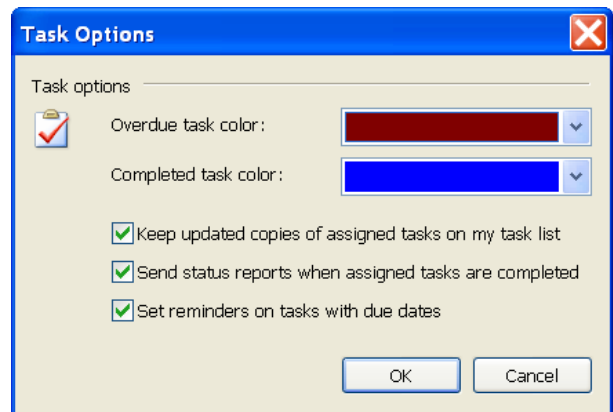 Task Options
Task options
Overdue task color:
Completed task color:
Keep updated copies of assigned tasks on my task list
Send status reports when assigned tasks are completed
Set reminders on tasks with due dates
OK Cancel